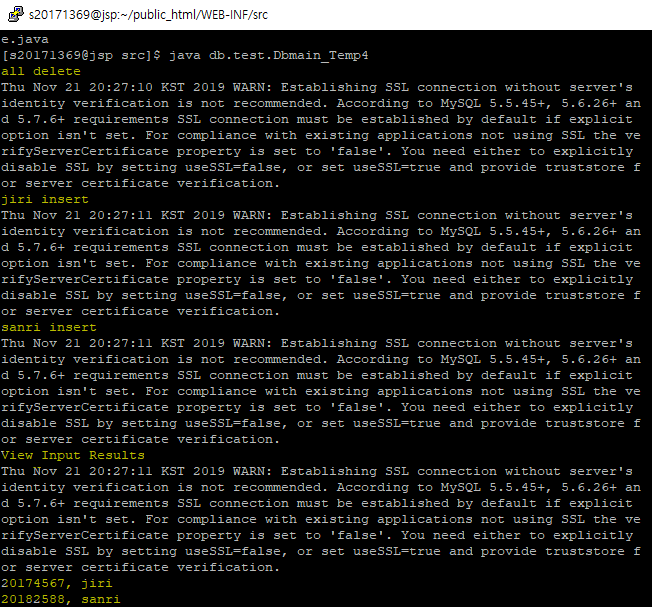 s20171369@jsp:~/public_html/WEB-INF/src
e.java
[s20171369@jsp src]$ java db.test.Dbmain_Temp4
all delete
Thu Nov 21 20:27:10 KST 2019 WARN: Establishing SSL connection without server's
identity verification is not recommended. According to MySQL 5.5.45+, 5.6.26+ an
d 5.7.6+ requirements SSL connection must be established by default if explicit
option isn't set. For compliance with existing applications not using SSL the ve
rifyServerCertificate property is set to 'false'. You need either to explicitly
disable SSL by setting useSSL=false, or set useSSL=true and provide truststore f
or server certificate verification.
jiri insert
Thu Nov 21 20:27:11 KST 2019 WARN: Establishing SSL connection without server's
identity verification is not recommended. According to MySQL 5.5.45+, 5.6.26+ an
d 5.7.6+ requirements SSL connection must be established by default if explicit
option isn't set. For compliance with existing applications not using SSL the ve
rifyServerCertificate property is set to 'false'. You need either to explicitly
disable SSL by setting useSSL=false, or set useSSL=true and provide truststore f
or server certificate verification.
sanri insert
Thu Nov 21 20:27:11 KST 2019 WARN: Establishing SSL connection without server's
identity verification is not recommended. According to MySQL 5.5.45+, 5.6.26+ an
d 5.7.6+ requirements SSL connection must be established by default if explicit
option isn't set. For compliance with existing applications not using SSL the ve
rifyServerCertificate property is set to 'false'. You need either to explicitly
disable SSL by setting useSSL=false, or set useSSL=true and provide truststore f
or server certificate verification.
View Input Results
Thu Nov 21 20:27:11 KST 2019 WARN: Establishing SSL connection without server's
identity verification is not recommended. According to MySQL 5.5.45+, 5.6.26+ an
d 5.7.6+ requirements SSL connection must be established by default if explicit
option isn't set. For compliance with existing applications not using SSL the ve
rifyServerCertificate property is set to 'false'. You need either to explicitly
disable SSL by setting useSSL=false, or set useSSL=true and provide truststore f
or server certificate verification.
20174567, jiri
20182588, sanri